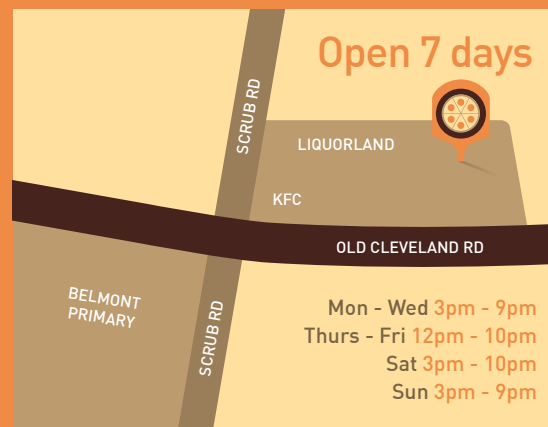 Open 7 days
SCRUB RD
LIQUORLAND
KFC
OLD CLEVELAND RD
BELMONT
PRIMARY
SCRUB RD
Mon - Wed 3pm - 9pm
Thurs - Fri 12pm - 10pm
Sat 3pm - 10pm
Sun 3pm - 9pm